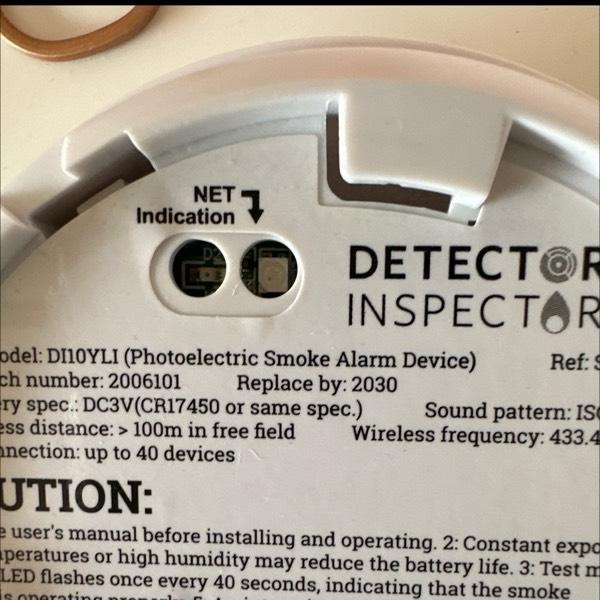 NET
Indication
DETECTOR
INSPECTOR
odel: DI10YLI (Photoelectric Smoke Alarm Device) Ref: S
ch number: 2006101 Replace by: 2030
ery spec.: DC3V(CR17450 or same spec.) Sound pattern: ISO
ess distance: > 100m in free field Wireless frequency: 433.4
nnection: up to 40 devices
UTION:
e user's manual before installing and operating. 2: Constant expo
peratures or high humidity may reduce the battery life. 3: Test m
LED flashes once every 40 seconds, indicating that the smoke
is operating